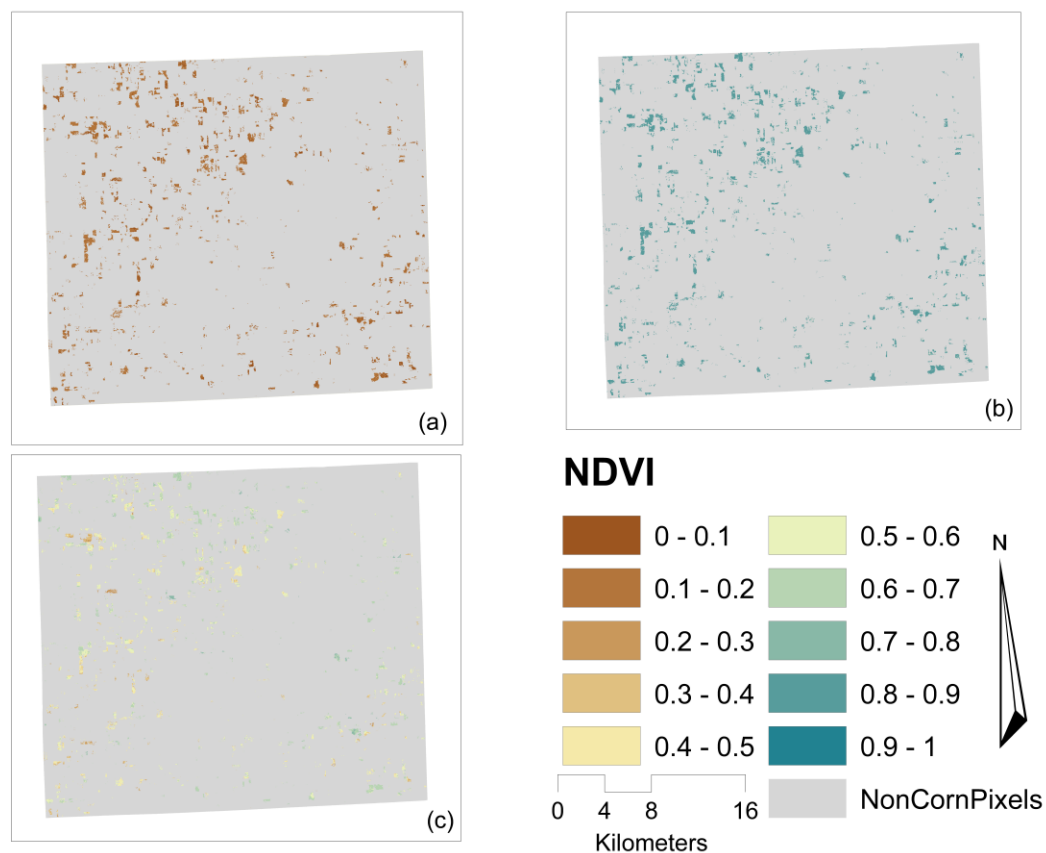 (a)
(b)
(c)
NDVI
0 - 0.1
0.1 - 0.2
0.2 - 0.3
0.3 - 0.4
0.4 - 0.5
0.5 - 0.6
0.6 - 0.7
0.7 - 0.8
0.8 - 0.9
0.9 - 1
NonCornPixels
N
0 4 8 16
Kilometers